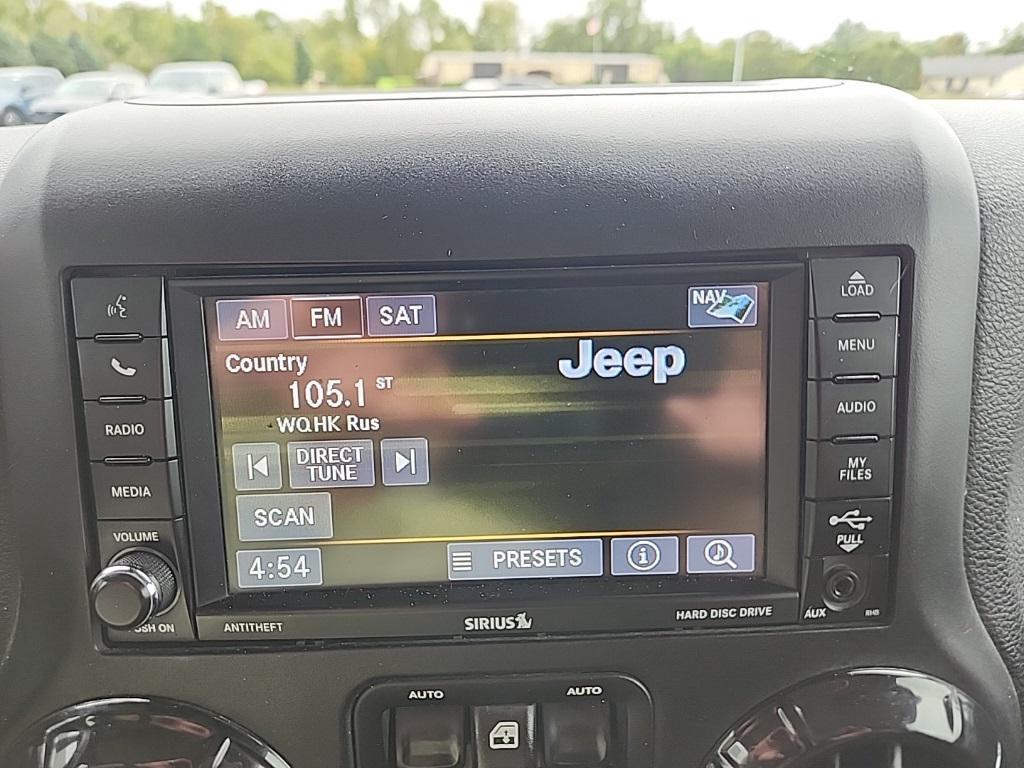 AM FM SAT NAV
Country Jeep
105.1 ST
WQHK Rus
DIRECT
TUNE
SCAN
4:54 PRESETS i
RADIO
MEDIA
VOLUME
ON
LOAD
MENU
AUDIO
MY
FILES
PULL
AUX RHB
ANTITHEFT SIRIUS HARD DISC DRIVE
AUTO AUTO